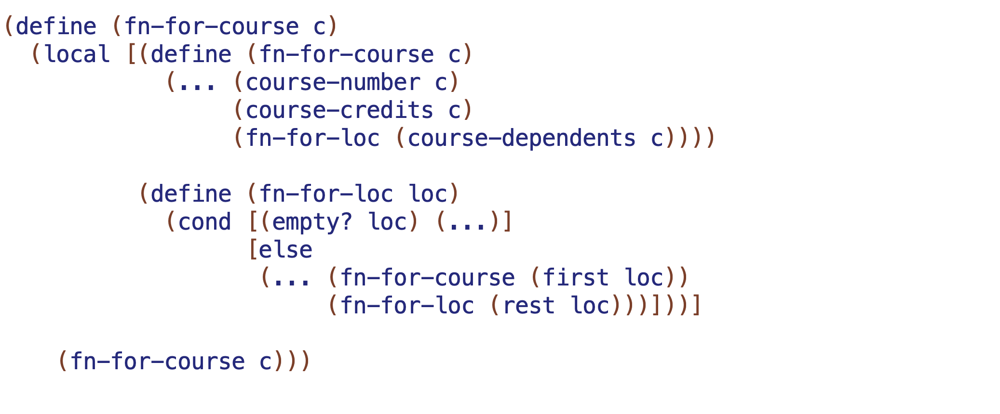 (define (fn-for-course c)
  (local [(define (fn-for-course c)
            (... (course-number c)
                 (course-credits c)
                 (fn-for-loc (course-dependents c))))

          (define (fn-for-loc loc)
            (cond [(empty? loc) (...)]
                  [else
                   (... (fn-for-course (first loc))
                        (fn-for-loc (rest loc)))]))]

    (fn-for-course c)))